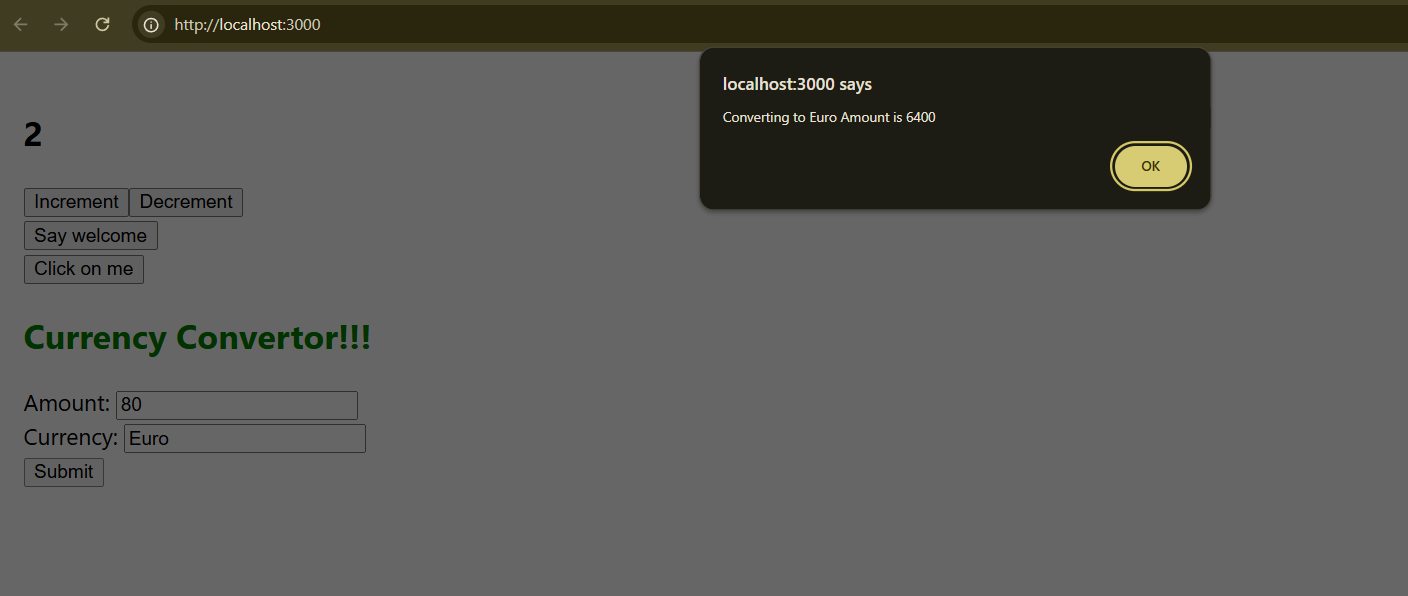 http://localhost:3000
localhost:3000 says
Converting to Euro Amount is 6400
OK
2
Increment Decrement
Say welcome
Click on me
Currency Convertor!!!
Amount: 80
Currency: Euro
Submit